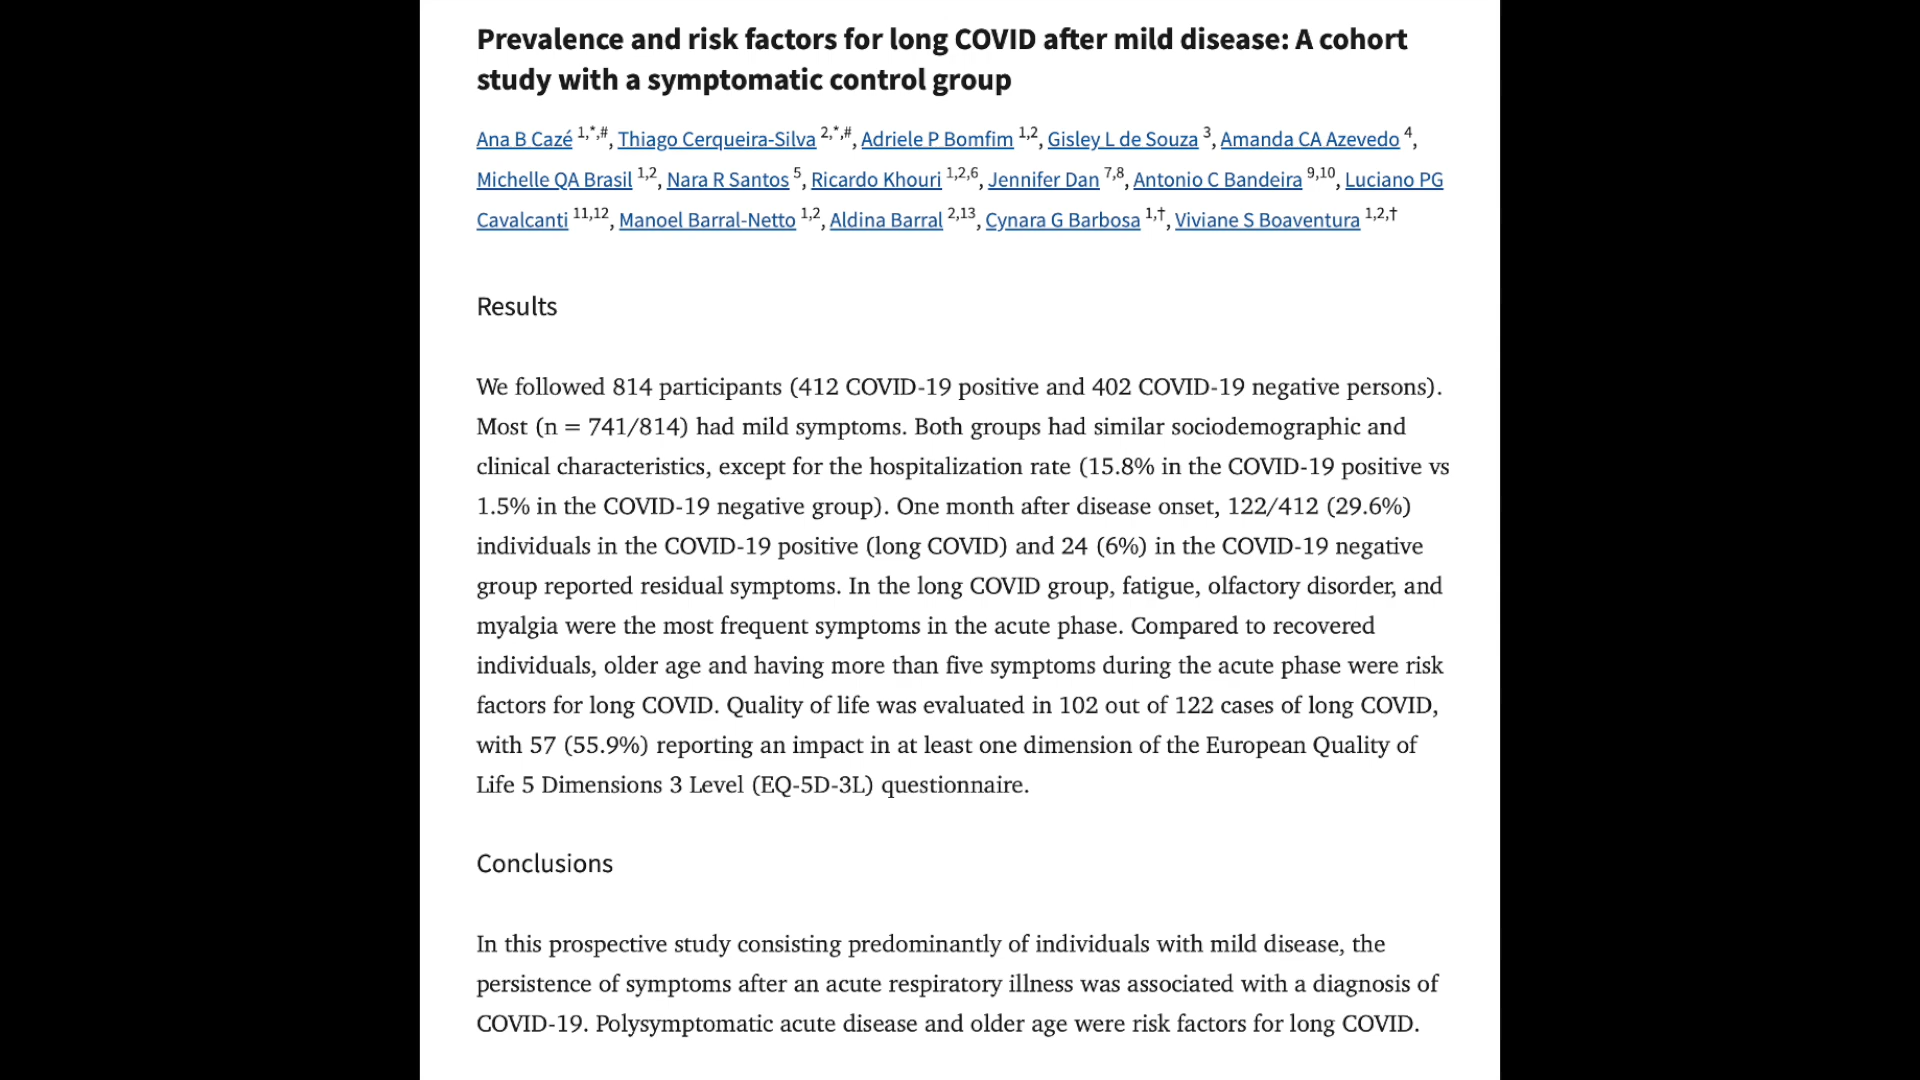 Prevalence and risk factors for long COVID after mild disease: A cohort
study with a symptomatic control group
Ana B Cazé 1,*,#, Thiago Cerqueira-Silva 2,*,#, Adriele P Bomfim 1,2, Gisley L de Souza 3, Amanda CA Azevedo 4,
Michelle QA Brasil 1,2, Nara R Santos 5, Ricardo Khouri 1,2,6, Jennifer Dan 7,8, Antonio C Bandeira 9,10, Luciano PG
Cavalcanti 11,12, Manoel Barral-Netto 1,2, Aldina Barral 2,13, Cynara G Barbosa 1,†, Viviane S Boaventura 1,2,†
Results
We followed 814 participants (412 COVID-19 positive and 402 COVID-19 negative persons).
Most (n = 741/814) had mild symptoms. Both groups had similar sociodemographic and
clinical characteristics, except for the hospitalization rate (15.8% in the COVID-19 positive vs
1.5% in the COVID-19 negative group). One month after disease onset, 122/412 (29.6%)
individuals in the COVID-19 positive (long COVID) and 24 (6%) in the COVID-19 negative
group reported residual symptoms. In the long COVID group, fatigue, olfactory disorder, and
myalgia were the most frequent symptoms in the acute phase. Compared to recovered
individuals, older age and having more than five symptoms during the acute phase were risk
factors for long COVID. Quality of life was evaluated in 102 out of 122 cases of long COVID,
with 57 (55.9%) reporting an impact in at least one dimension of the European Quality of
Life 5 Dimensions 3 Level (EQ-5D-3L) questionnaire.
Conclusions
In this prospective study consisting predominantly of individuals with mild disease, the
persistence of symptoms after an acute respiratory illness was associated with a diagnosis of
COVID-19. Polysymptomatic acute disease and older age were risk factors for long COVID.